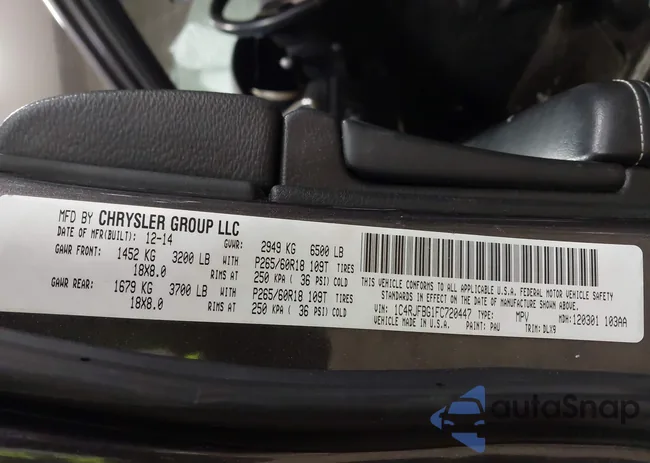 MFD BY CHRYSLER GROUP LLC
DATE OF MFR(BUILT): 12-14 GVWR: 2949 KG 6500 LB
GAWR FRONT: 1452 KG 3200 LB WITH P265/60R18 109T TIRES
18X8.0 RIMS AT 250 KPA ( 36 PSI) COLD
GAWR REAR: 1679 KG 3700 LB WITH P265/60R18 109T TIRES
18X8.0 RIMS AT 250 KPA ( 36 PSI) COLD
THIS VEHICLE CONFORMS TO ALL APPLICABLE U.S.A. FEDERAL MOTOR VEHICLE SAFETY
STANDARDS IN EFFECT ON THE DATE OF MANUFACTURE SHOWN ABOVE.
VIN: 1C4RJFBG1FC720447 TYPE: MPV MDH: 120301 103AA
VEHICLE MADE IN U.S.A. PAINT: PAU TRIM: DLX9
autoSnap